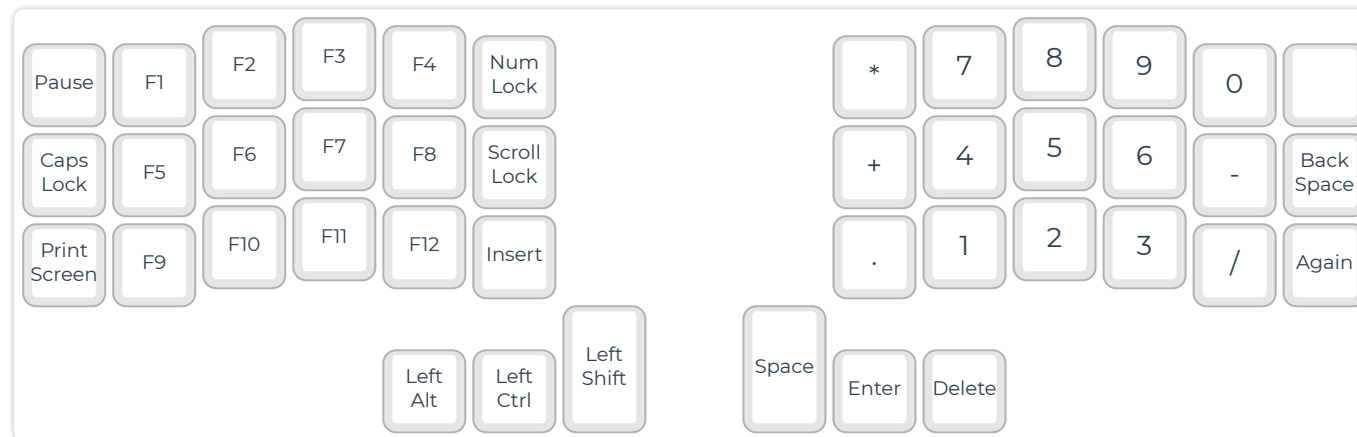 Pause F1 F2 F3 F4 Num
Lock * 7 8 9 0
Caps
Lock F5 F6 F7 F8 Scroll
Lock + 4 5 6 - Back
Space
Print
Screen F9 F10 F11 F12 Insert . 1 2 3 / Again
Left
Alt Left
Ctrl Left
Shift Space Enter Delete